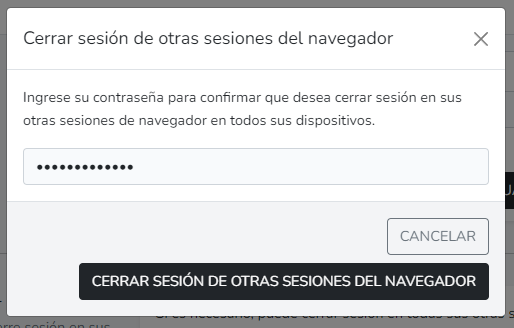 Cerrar sesión de otras sesiones del navegador
Ingrese su contraseña para confirmar que desea cerrar sesión en sus
otras sesiones de navegador en todos sus dispositivos.
•••••••••••••
CANCELAR
CERRAR SESIÓN DE OTRAS SESIONES DEL NAVEGADOR